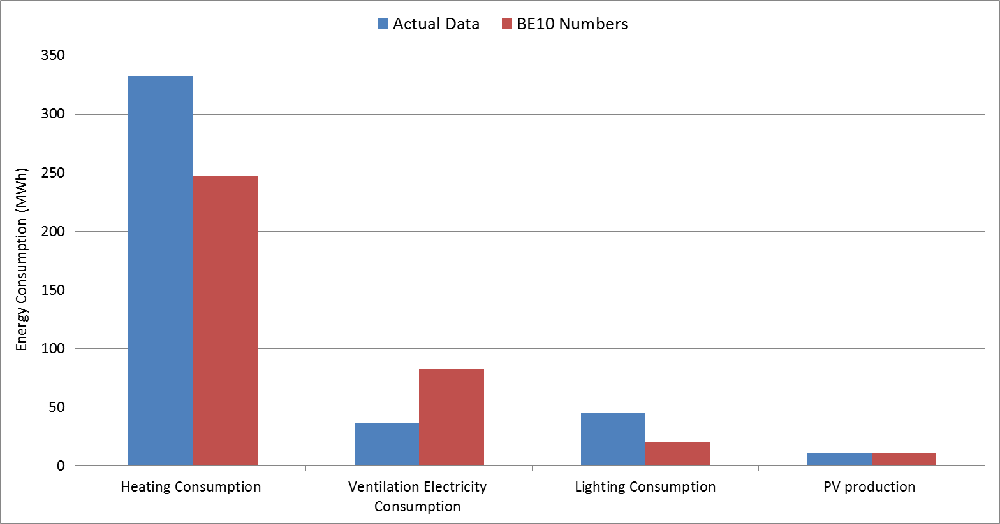 Actual Data BE10 Numbers
350
300
250
200
150
100
50
0
Energy Consumption (MWh)
Heating Consumption
Ventilation Electricity
Consumption
Lighting Consumption
PV production